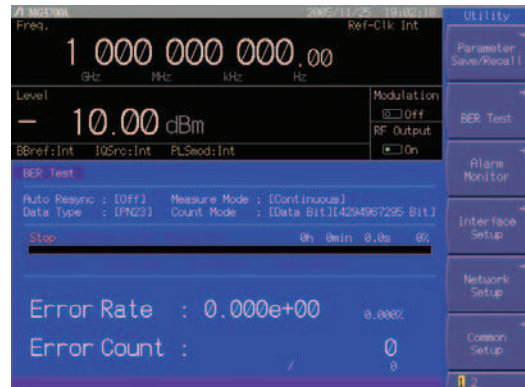 MG3700A 2005/11/25 19:02:18
Freq. Ref-Clk Int
1 000 000 000.00
GHz MHz kHz Hz
Level
- 10.00 dBm
Modulation
Off
RF Output
On
BBref:Int IQSrc:Int PLSmod:Int
BER Test
Auto Resync : [Off] Measure Mode : [Continuous]
Data Type : [PN23] Count Mode : [Data Bit][4294967295 Bit]
Stop 0h 0min 0.0s 0%
Error Rate : 0.000e+00 0.000%
Error Count : 0
/ 0
Utility
Parameter
Save/Recall
BER Test
Alarm
Monitor
Interface
Setup
Network
Setup
Common
Setup
1 2